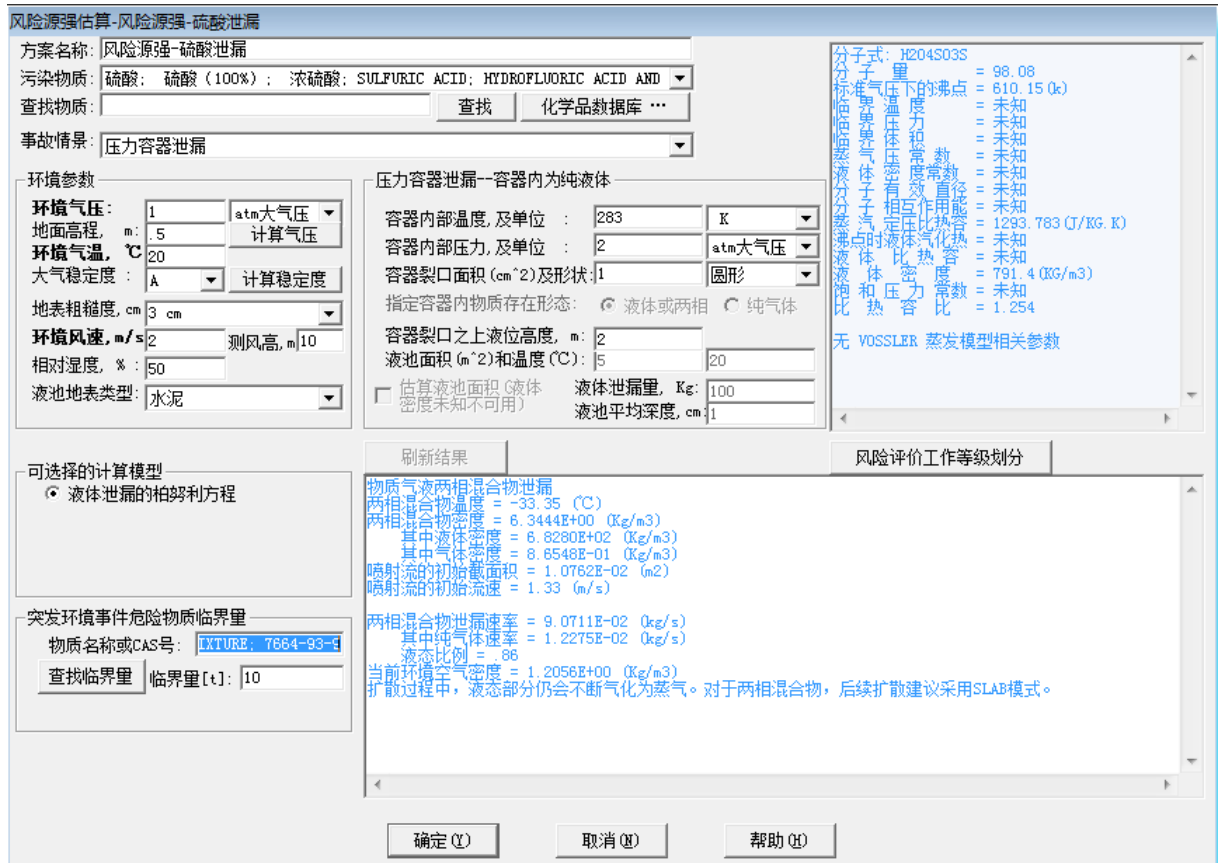 风险源强估算-风险源强-硫酸泄漏
方案名称: 风险源强-硫酸泄漏
污染物质: 硫酸; 硫酸 (100%) ; 浓硫酸; SULFURIC ACID; HYDROFLUORIC ACID AND
查找物质: 查找 化学品数据库 …
事故情景: 压力容器泄漏
环境参数
环境气压: 1 atm大气压
地面高程, m: .5 计算气压
环境气温, ℃ 20
大气稳定度 : A 计算稳定度
地表粗糙度, cm 3 cm
环境风速, m/s 2 测风高, m 10
相对湿度, % : 50
液池地表类型: 水泥
压力容器泄漏--容器内为纯液体
容器内部温度, 及单位 : 283 K
容器内部压力, 及单位 : 2 atm大气压
容器裂口面积 (cm^2) 及形状: 1 圆形
指定容器内物质存在形态: 液体或两相 纯气体
容器裂口之上液位高度, m: 2
液池面积 (m^2) 和温度 (℃): 5 20
估算液池面积 (液体密度未知不可用)
液体泄漏量, Kg: 100
液池平均深度, cm: 1
分子式: H2O4SO3S
分 子 量 = 98.08
标准气压下的沸点 = 610.15 (k)
临 界 温 度 = 未知
临 界 压 力 = 未知
临 界 体 积 = 未知
蒸 气 压 常 数 = 未知
液 体 密 度常数 = 未知
分 子 有 效 直径 = 未知
分 子 相互作用能 = 未知
蒸 汽 定压比热容 = 1293.783 (J/KG.K)
沸点时液体汽化热 = 未知
液 体 比 热 容 = 未知
液 体 密 度 = 791.4 (KG/m3)
饱 和 压 力 常数 = 未知
比 热 容 比 = 1.254
无 VOSSLER 蒸发模型相关参数
可选择的计算模型
液体泄漏的柏努利方程
刷新结果
风险评价工作等级划分
物质气液两相混合物泄漏
两相混合物温度 = -33.35 (℃)
两相混合物密度 = 6.3444E+00 (Kg/m3)
其中液体密度 = 6.8280E+02 (Kg/m3)
其中气体密度 = 8.6548E-01 (Kg/m3)
喷射流的初始截面积 = 1.0762E-02 (m2)
喷射流的初始流速 = 1.33 (m/s)
两相混合物泄漏速率 = 9.0711E-02 (kg/s)
其中纯气体速率 = 1.2275E-02 (kg/s)
液态比例 = .86
当前环境空气密度 = 1.2056E+00 (Kg/m3)
扩散过程中，液态部分仍会不断气化为蒸气。对于两相混合物，后续扩散建议采用SLAB模式。
突发环境事件危险物质临界量
物质名称或CAS号: IXTURE; 7664-93-9
查找临界量 临界量[t]: 10
确定(Y) 取消(N) 帮助(H)